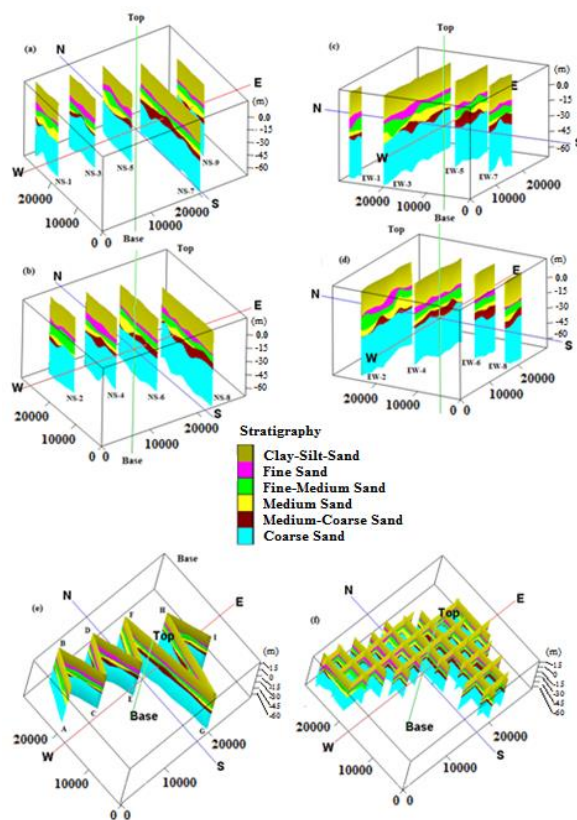 (a)
Top
N
E
(m)
0.0
-15
-30
-45
-60
W
NS-1
NS-3
NS-5
NS-9
NS-7
20000
10000
0 0
10000
20000
S
Base
(c)
Top
N
E
(m)
0.0
-15
-30
-45
-60
W
EW-1
EW-3
EW-5
EW-7
S
20000
10000
0 0
10000
Base
(b)
Top
N
E
(m)
0.0
-15
-30
-45
-60
W
NS-2
NS-4
NS-6
NS-8
S
20000
10000
0 0
10000
20000
Base
(d)
Top
N
E
(m)
0.0
-15
-30
-45
-60
W
EW-2
EW-4
EW-6
EW-8
S
20000
10000
0
10000
20000
Stratigraphy
Clay-Silt-Sand
Fine Sand
Fine-Medium Sand
Medium Sand
Medium-Coarse Sand
Coarse Sand
(e)
Base
N
E
H
F
D
B
Top
I
(m)
-15
0
-15
-30
-45
-60
A
C
E
Base
G
W
S
20000
10000
0 0
10000
20000
(f)
Top
N
E
(m)
-15
0
-15
-30
-45
-60
Base
W
S
20000
10000
0 0
10000
20000